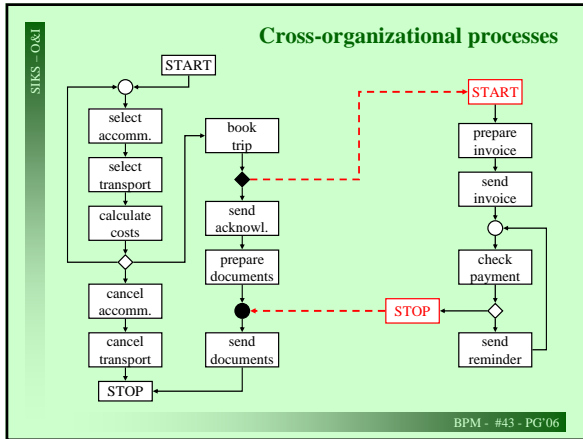 SIKS – O&I
Cross-organizational processes
START
select
accomm.
select
transport
calculate
costs
cancel
accomm.
cancel
transport
STOP
book
trip
send
acknowl.
prepare
documents
send
documents
START
prepare
invoice
send
invoice
check
payment
STOP
send
reminder
BPM - #43 - PG'06